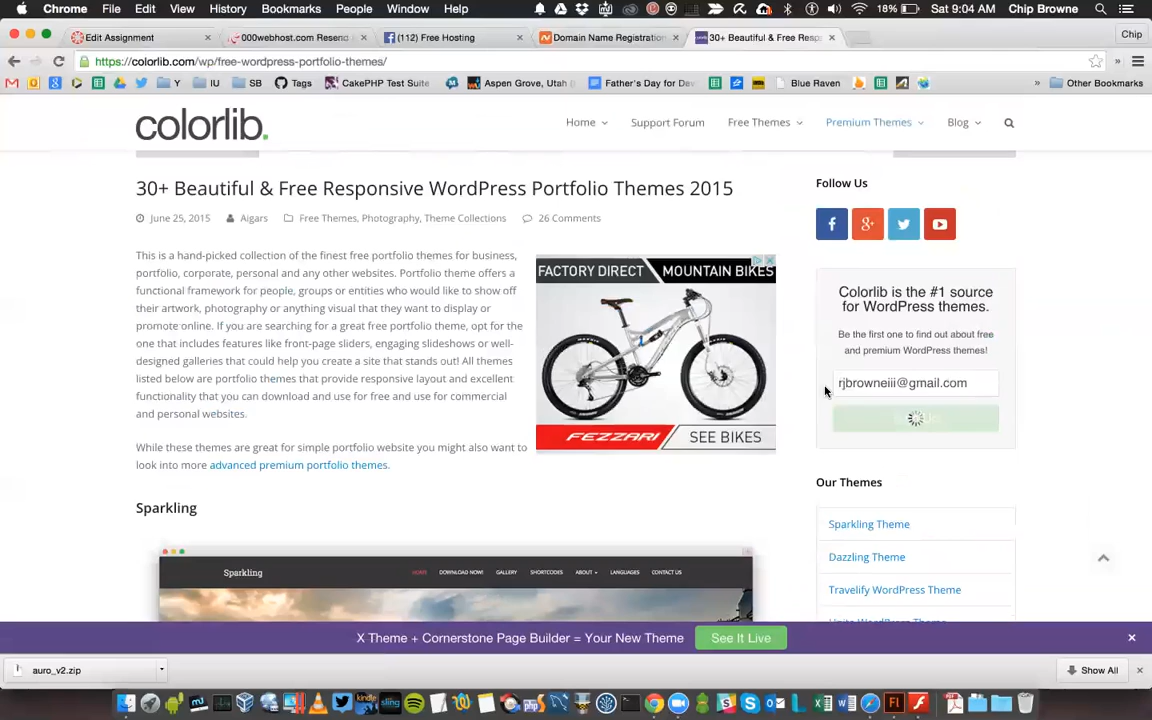 Chrome File Edit View History Bookmarks People Window Help 18% Sat 9:04 AM Chip Browne
Edit Assignment 000webhost.com Resend (112) Free Hosting Domain Name Registration 30+ Beautiful & Free Resp Chip
https://colorlib.com/wp/free-wordpress-portfolio-themes/
Y IU SB Tags CakePHP Test Suite Aspen Grove, Utah Father's Day for Da Blue Raven » Other Bookmarks
colorlib.
Home Support Forum Free Themes Premium Themes Blog
30+ Beautiful & Free Responsive WordPress Portfolio Themes 2015
June 25, 2015 Aigars Free Themes, Photography, Theme Collections 26 Comments
This is a hand-picked collection of the finest free portfolio themes for business,
portfolio, corporate, personal and any other websites. Portfolio theme offers a
functional framework for people, groups or entities who would like to show off
their artwork, photography or anything visual that they want to display or
promote online. If you are searching for a great free portfolio theme, opt for the
one that includes features like front-page sliders, engaging slideshows or well-
designed galleries that could help you create a site that stands out! All themes
listed below are portfolio themes that provide responsive layout and excellent
functionality that you can download and use for free and use for commercial
and personal websites.
While these themes are great for simple portfolio website you might also want to
look into more advanced premium portfolio themes.
FACTORY DIRECT MOUNTAIN BIKES
FEZZARI SEE BIKES
Sparkling
Sparkling HOME DOWNLOAD NOW! GALLERY SHORTCODES ABOUT LANGUAGES CONTACT US
Follow Us
Colorlib is the #1 source
for WordPress themes.
Be the first one to find out about free
and premium WordPress themes!
rjbrowneiii@gmail.com
Our Themes
Sparkling Theme
Dazzling Theme
Travelify WordPress Theme
Unite WordPress Theme
X Theme + Cornerstone Page Builder = Your New Theme See It Live ×
auro_v2.zip Show All